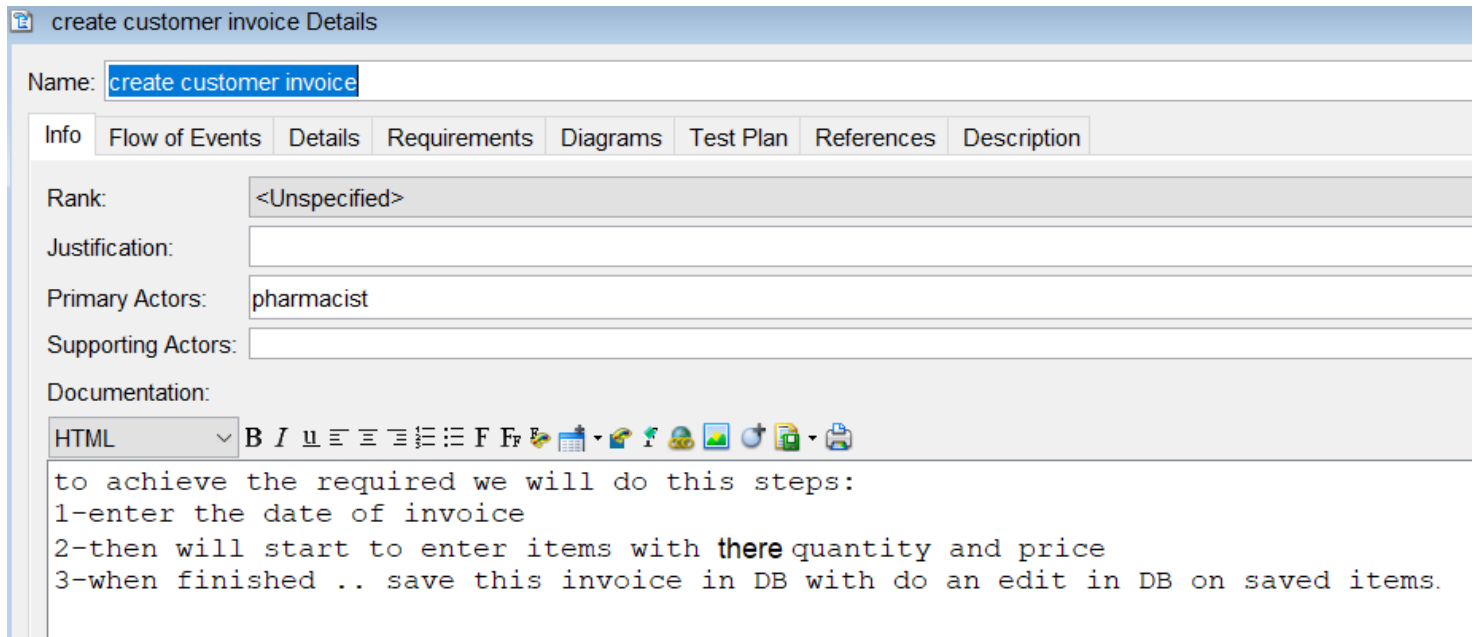 create customer invoice Details
Name: create customer invoice
Info Flow of Events Details Requirements Diagrams Test Plan References Description
Rank: <Unspecified>
Justification:
Primary Actors: pharmacist
Supporting Actors:
Documentation:
HTML B I u F FF
to achieve the required we will do this steps:
1-enter the date of invoice
2-then will start to enter items with there quantity and price
3-when finished .. save this invoice in DB with do an edit in DB on saved items.